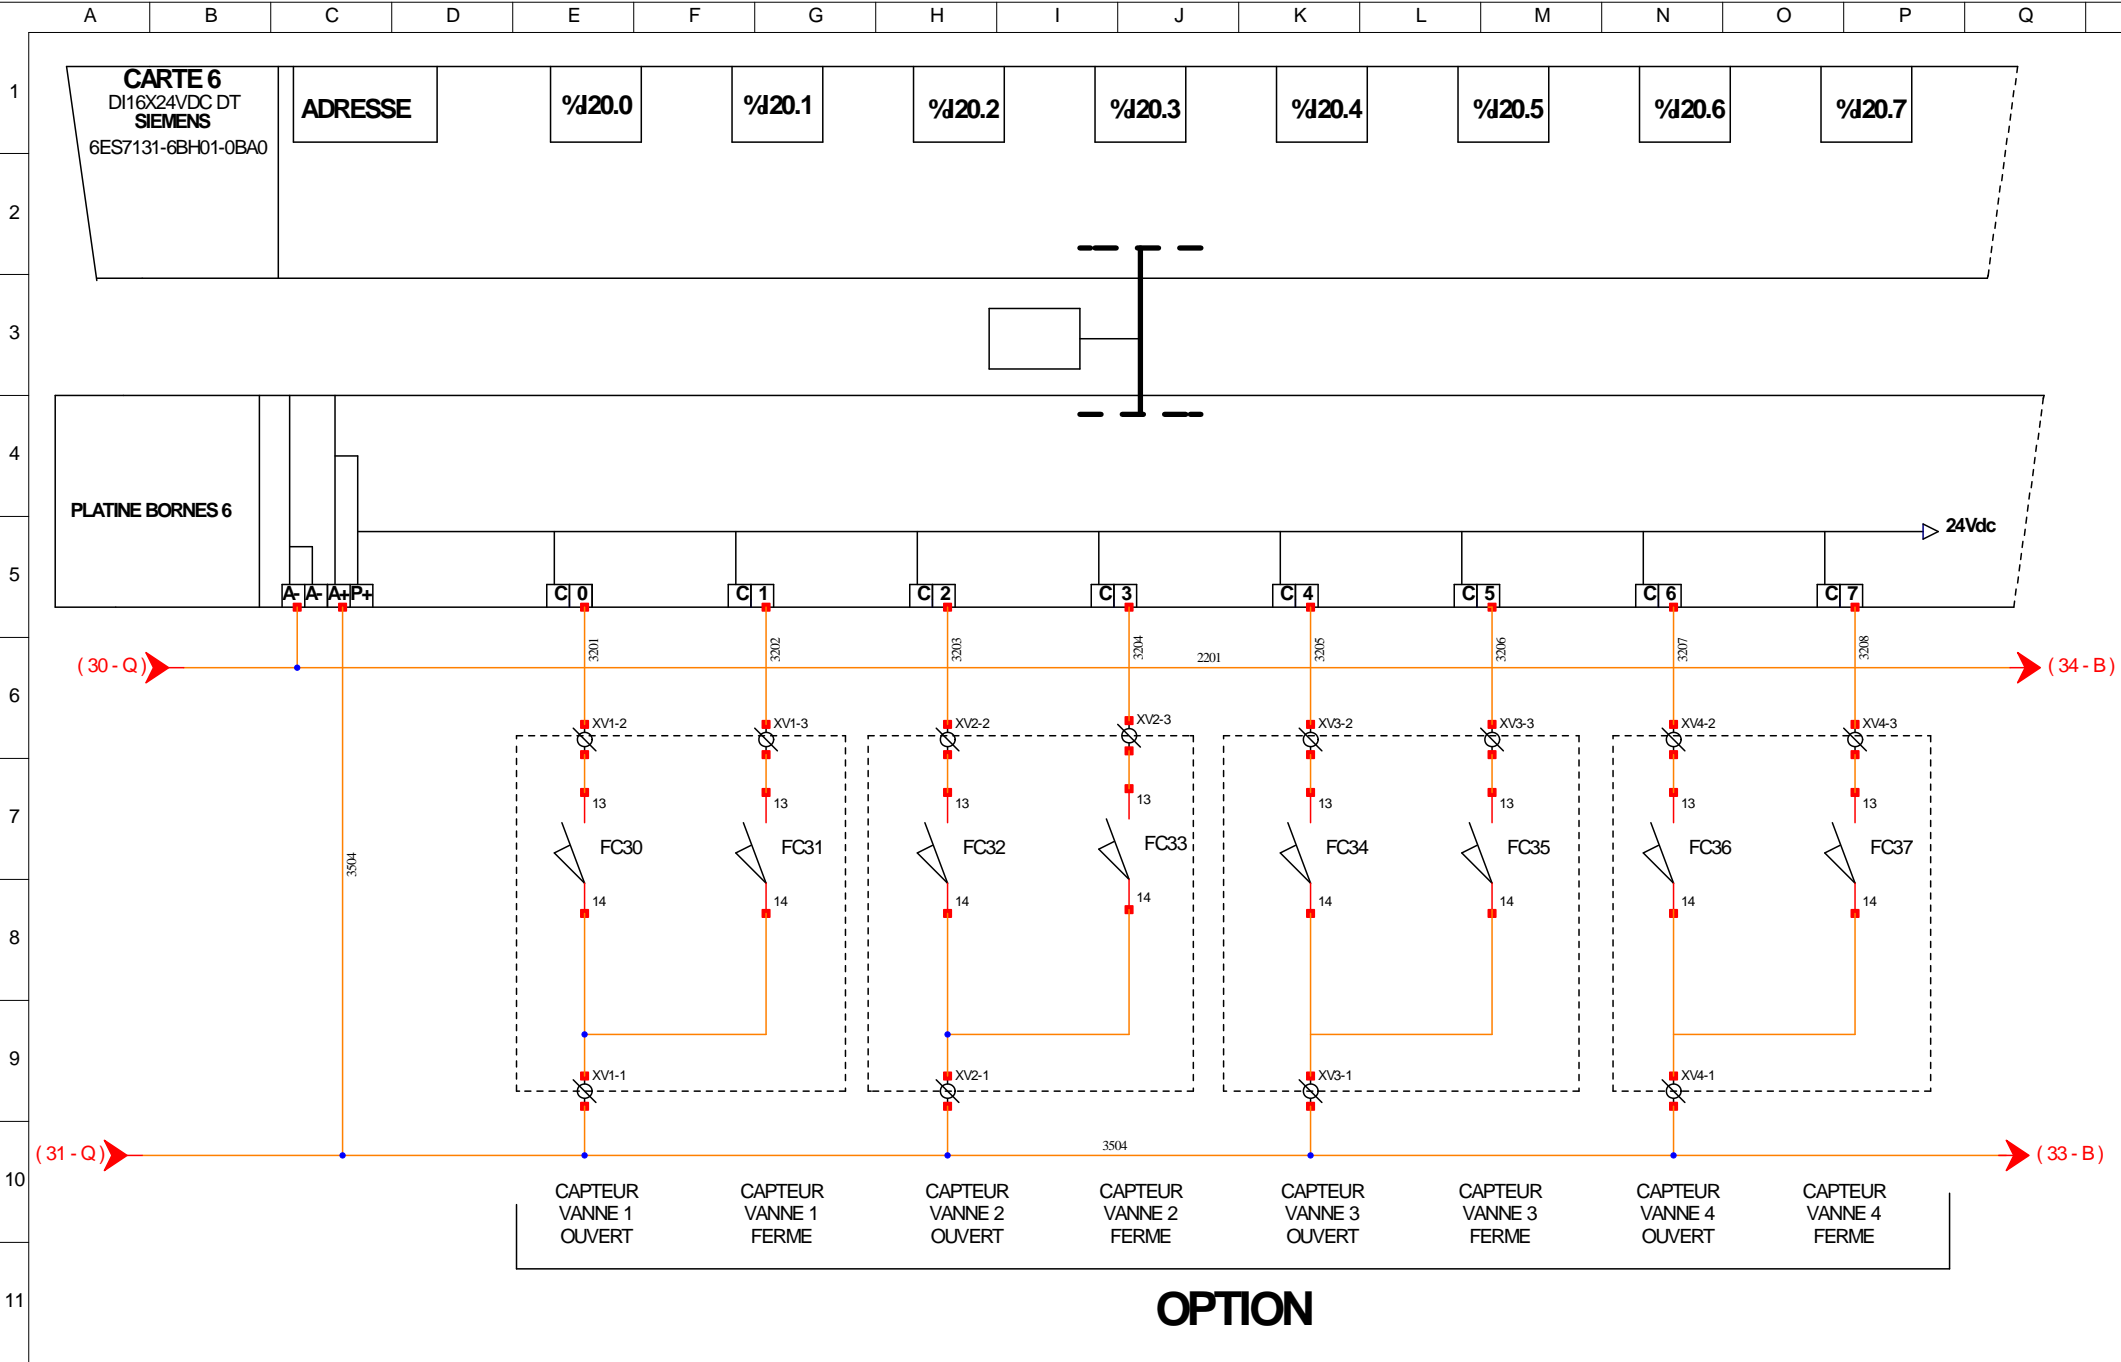 A B C D E F G H I J K L M N O P Q
1
CARTE 6
DI16X24VDC DT
SIEMENS
6ES7131-6BH01-0BA0
ADRESSE
%I20.0 %I20.1 %I20.2 %I20.3 %I20.4 %I20.5 %I20.6 %I20.7
2
3
4
PLATINE BORNES 6
24Vdc
5
A- A- A+ P+ C 0 C 1 C 2 C 3 C 4 C 5 C 6 C 7
3201 3202 3203 3204 3205 3206 3207 3208
(30-Q) 2201 (34-B)
6
XV1-2 XV1-3 XV2-2 XV2-3 XV3-2 XV3-3 XV4-2 XV4-3
7
13 13 13 13 13 13 13 13
FC30 FC31 FC32 FC33 FC34 FC35 FC36 FC37
3504
14 14 14 14 14 14 14 14
8
9
XV1-1 XV2-1 XV3-1 XV4-1
(31-Q) 3504 (33-B)
10
CAPTEUR CAPTEUR CAPTEUR CAPTEUR CAPTEUR CAPTEUR CAPTEUR CAPTEUR
VANNE 1 VANNE 1 VANNE 2 VANNE 2 VANNE 3 VANNE 3 VANNE 4 VANNE 4
OUVERT FERME OUVERT FERME OUVERT FERME OUVERT FERME
11
OPTION